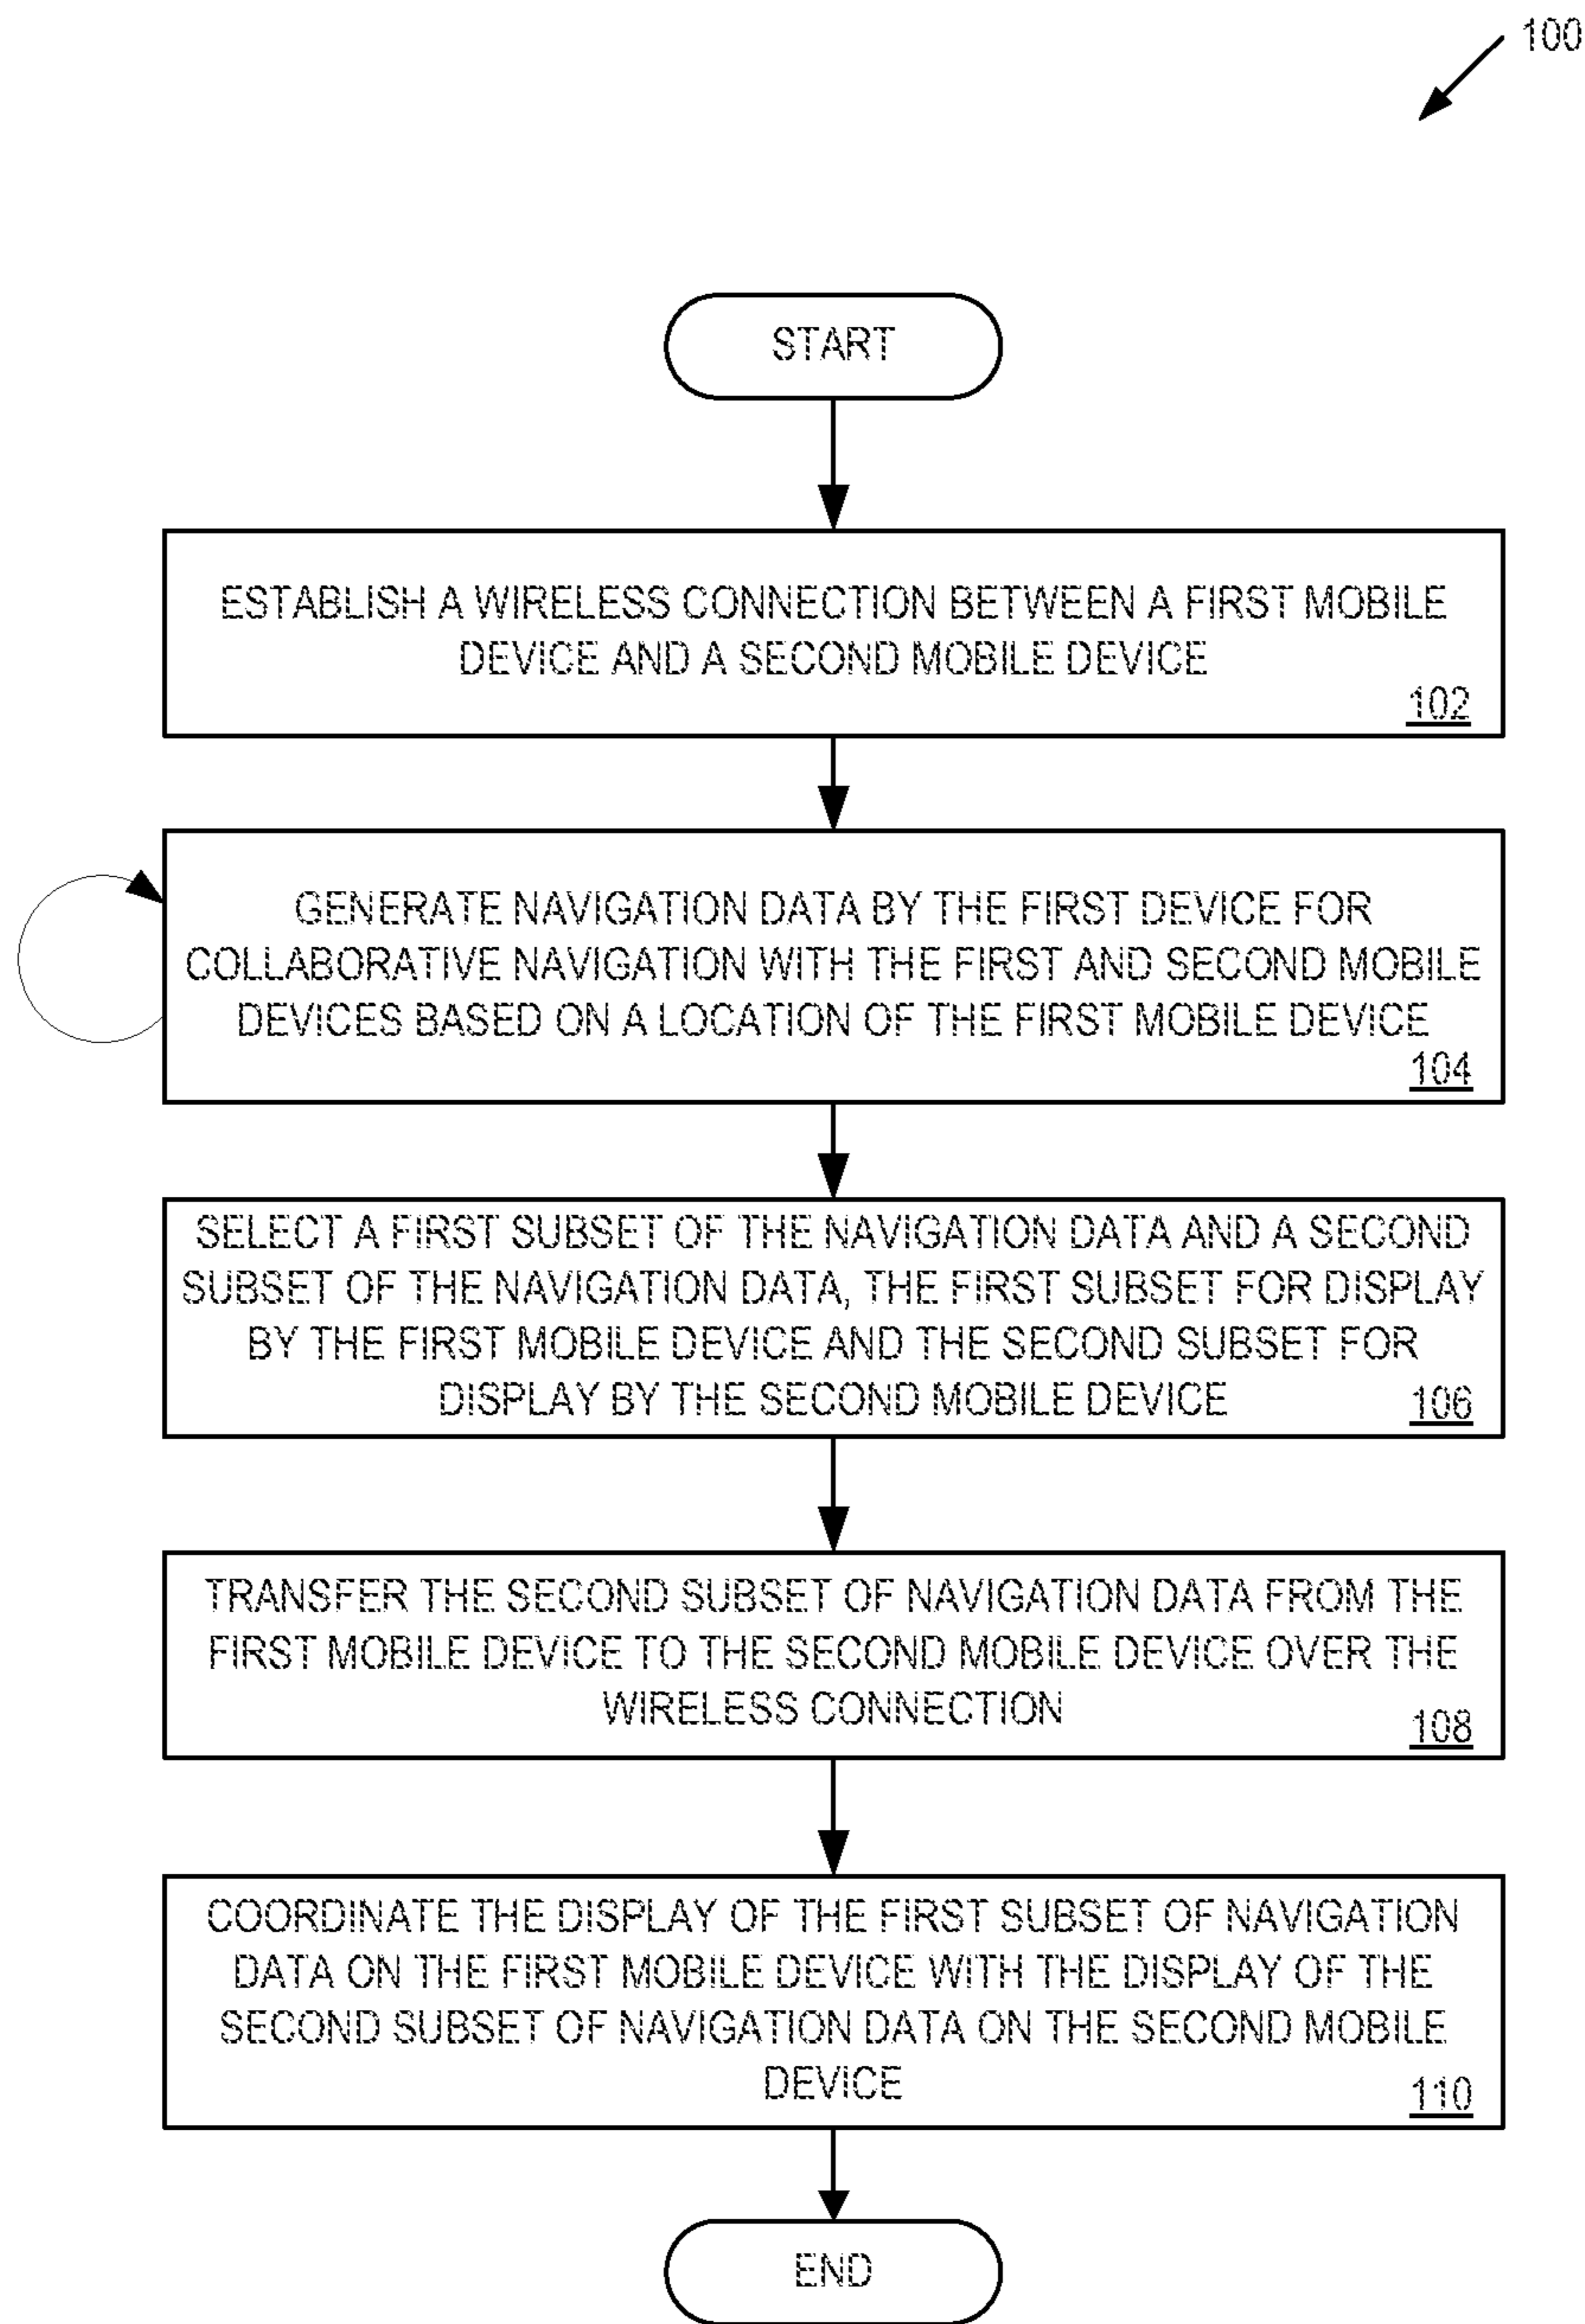 100
START
ESTABLISH A WIRELESS CONNECTION BETWEEN A FIRST MOBILE
DEVICE AND A SECOND MOBILE DEVICE
102
GENERATE NAVIGATION DATA BY THE FIRST DEVICE FOR
COLLABORATIVE NAVIGATION WITH THE FIRST AND SECOND MOBILE
DEVICES BASED ON A LOCATION OF THE FIRST MOBILE DEVICE
104
SELECT A FIRST SUBSET OF THE NAVIGATION DATA AND A SECOND
SUBSET OF THE NAVIGATION DATA, THE FIRST SUBSET FOR DISPLAY
BY THE FIRST MOBILE DEVICE AND THE SECOND SUBSET FOR
DISPLAY BY THE SECOND MOBILE DEVICE
106
TRANSFER THE SECOND SUBSET OF NAVIGATION DATA FROM THE
FIRST MOBILE DEVICE TO THE SECOND MOBILE DEVICE OVER THE
WIRELESS CONNECTION
108
COORDINATE THE DISPLAY OF THE FIRST SUBSET OF NAVIGATION
DATA ON THE FIRST MOBILE DEVICE WITH THE DISPLAY OF THE
SECOND SUBSET OF NAVIGATION DATA ON THE SECOND MOBILE
DEVICE
110
END